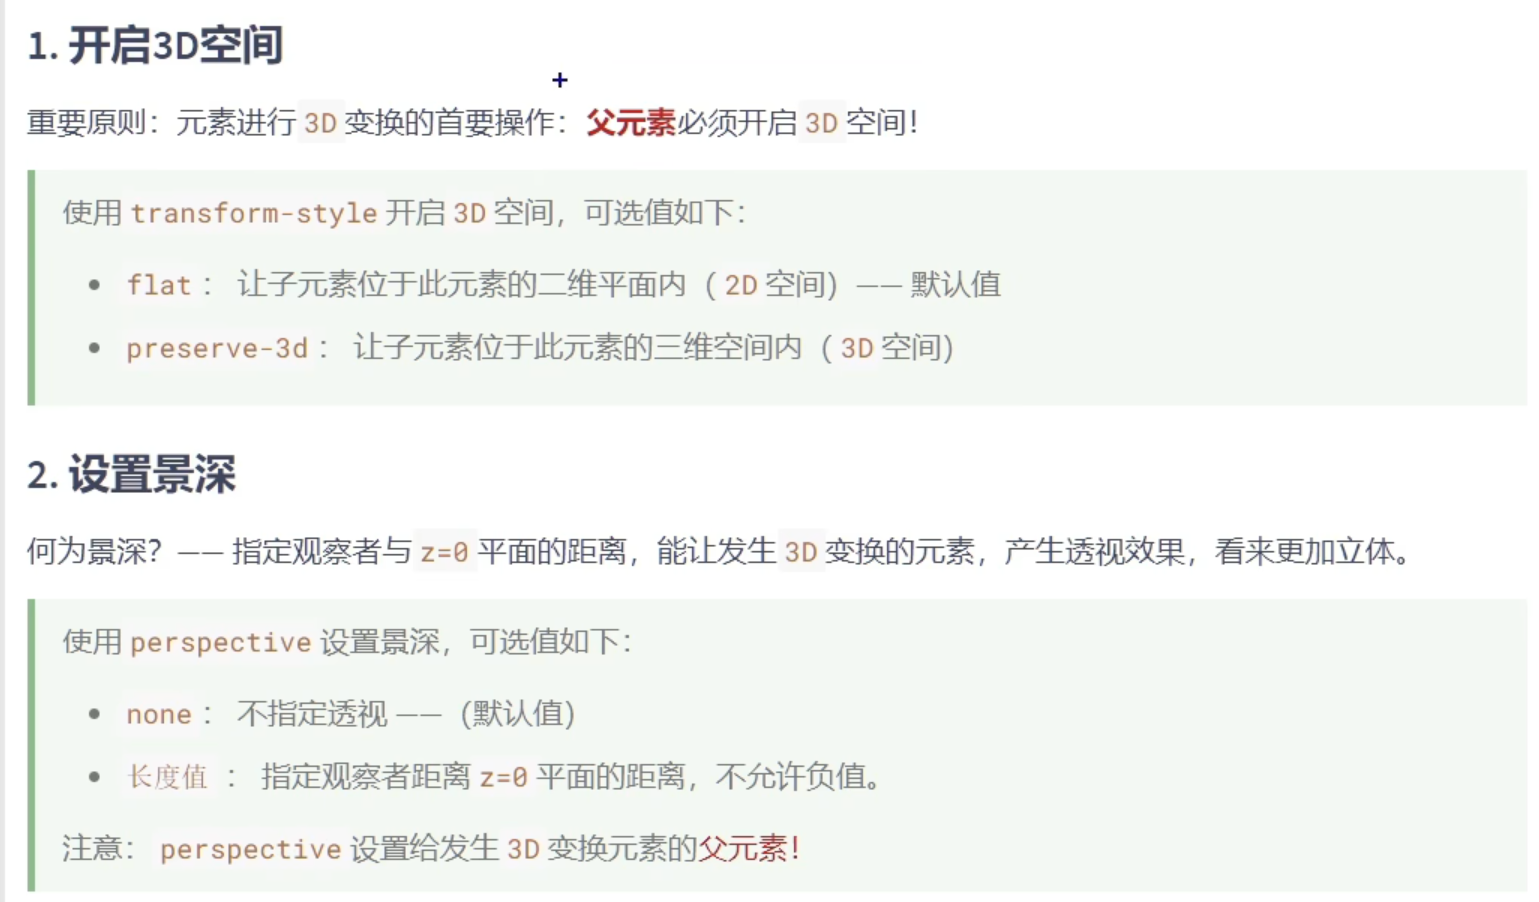 1. 开启3D空间
重要原则：元素进行 3D 变换的首要操作：父元素必须开启 3D 空间！
使用 transform-style 开启 3D 空间，可选值如下：
• flat： 让子元素位于此元素的二维平面内（ 2D 空间）—— 默认值
• preserve-3d： 让子元素位于此元素的三维空间内（ 3D 空间）
2. 设置景深
何为景深？—— 指定观察者与 z=0 平面的距离，能让发生 3D 变换的元素，产生透视效果，看来更加立体。
使用 perspective 设置景深，可选值如下：
• none： 不指定透视 ——（默认值）
• 长度值 ： 指定观察者距离 z=0 平面的距离，不允许负值。
注意： perspective 设置给发生 3D 变换元素的父元素！